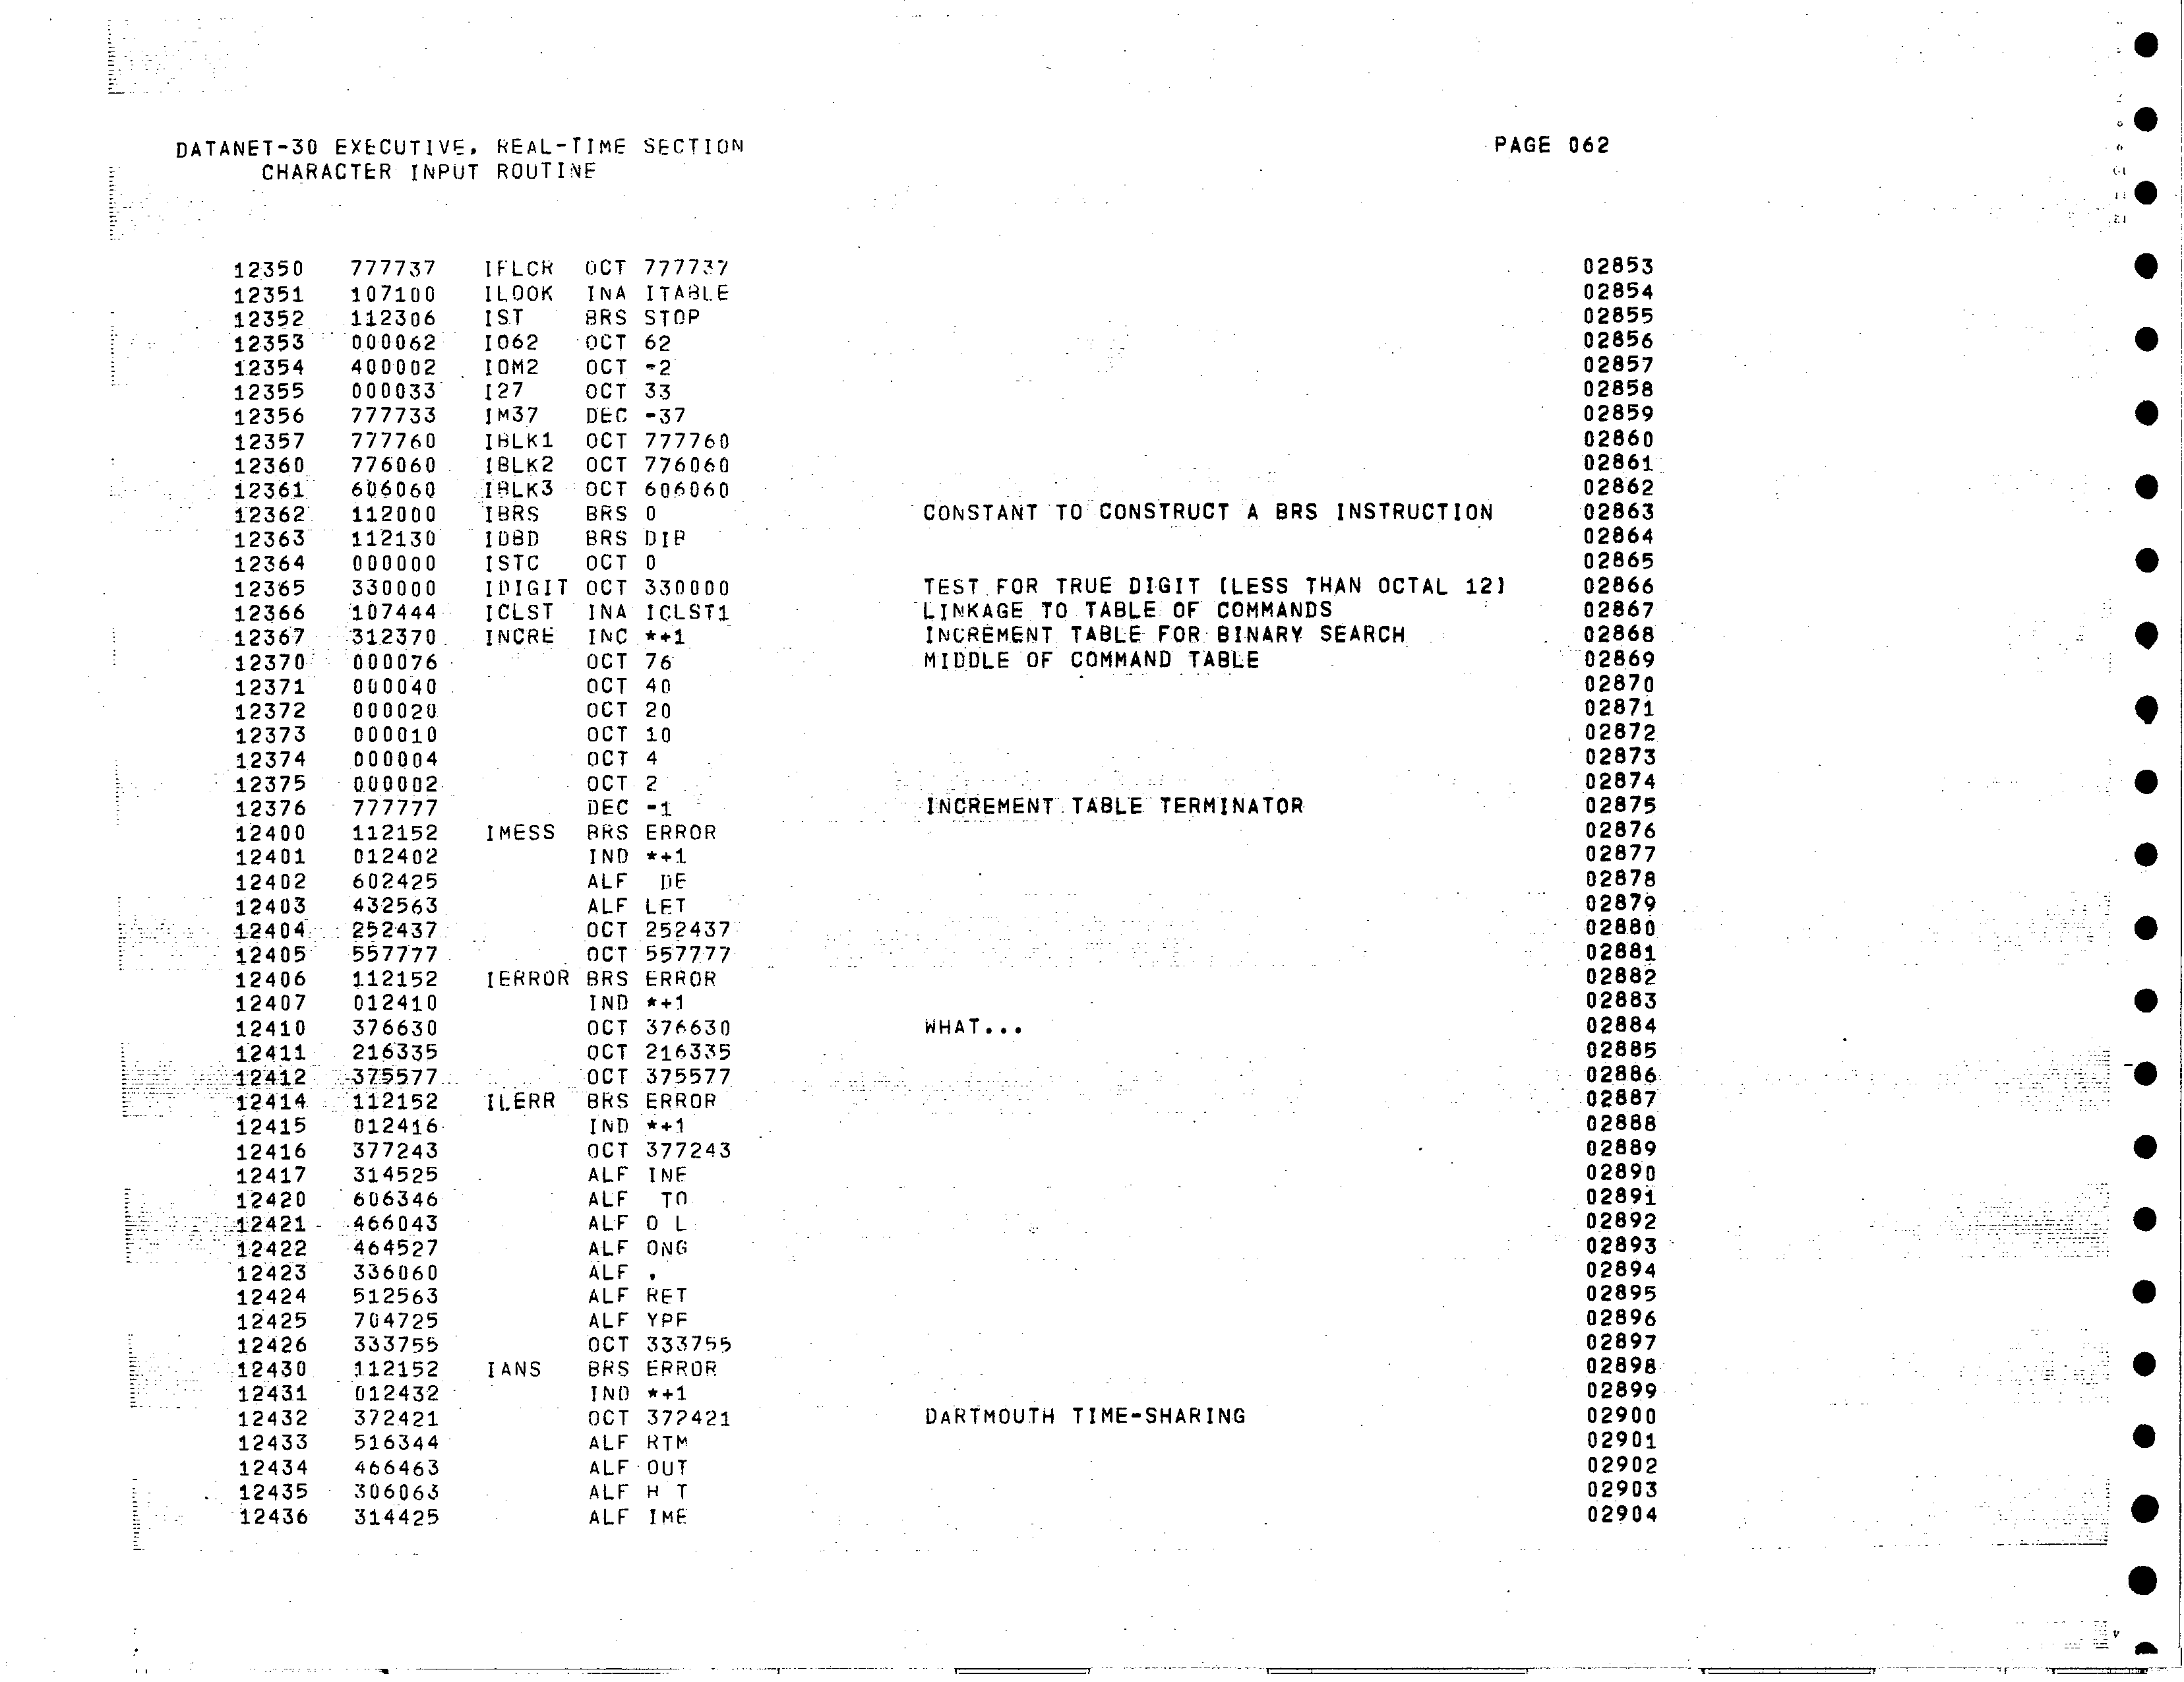 DATANET-30 EXECUTIVE, REAL-TIME SECTION PAGE 062
CHARACTER INPUT ROUTINE
12350 777737 IFLCR OCT 777737 02853
12351 107100 ILOOK INA ITABLE 02854
12352 112306 IST BRS STOP 02855
12353 000062 IO62 OCT 62 02856
12354 400002 IOM2 OCT -2 02857
12355 000033 I27 OCT 33 02858
12356 777733 IM37 DEC -37 02859
12357 777760 IBLK1 OCT 777760 02860
12360 776060 IBLK2 OCT 776060 02861
12361 606060 IBLK3 OCT 606060 02862
12362 112000 IBRS BRS 0 CONSTANT TO CONSTRUCT A BRS INSTRUCTION 02863
12363 112130 IDBD BRS DIB 02864
12364 000000 ISTC OCT 0 02865
12365 330000 IDIGIT OCT 330000 TEST FOR TRUE DIGIT [LESS THAN OCTAL 12] 02866
12366 107444 ICLST INA ICLST1 LINKAGE TO TABLE OF COMMANDS 02867
12367 312370 INCRE INC *+1 INCREMENT TABLE FOR BINARY SEARCH 02868
12370 000076 OCT 76 MIDDLE OF COMMAND TABLE 02869
12371 000040 OCT 40 02870
12372 000020 OCT 20 02871
12373 000010 OCT 10 02872
12374 000004 OCT 4 02873
12375 000002 OCT 2 02874
12376 777777 DEC -1 INCREMENT TABLE TERMINATOR 02875
12400 112152 IMESS BRS ERROR 02876
12401 012402 IND *+1 02877
12402 602425 ALF DE 02878
12403 432563 ALF LET 02879
12404 252437 OCT 252437 02880
12405 557777 OCT 557777 02881
12406 112152 IERROR BRS ERROR 02882
12407 012410 IND *+1 02883
12410 376630 OCT 376630 WHAT... 02884
12411 216335 OCT 216335 02885
12412 375577 OCT 375577 02886
12414 112152 ILERR BRS ERROR 02887
12415 012416 IND *+1 02888
12416 377243 OCT 377243 02889
12417 314525 ALF INE 02890
12420 606346 ALF TO 02891
12421 466043 ALF O L 02892
12422 464527 ALF ONG 02893
12423 336060 ALF . 02894
12424 512563 ALF RET 02895
12425 704725 ALF YPE 02896
12426 333755 OCT 333755 02897
12430 112152 IANS BRS ERROR 02898
12431 012432 IND *+1 02899
12432 372421 OCT 372421 DARTMOUTH TIME-SHARING 02900
12433 516344 ALF RTM 02901
12434 466463 ALF OUT 02902
12435 306063 ALF H T 02903
12436 314425 ALF IME 02904